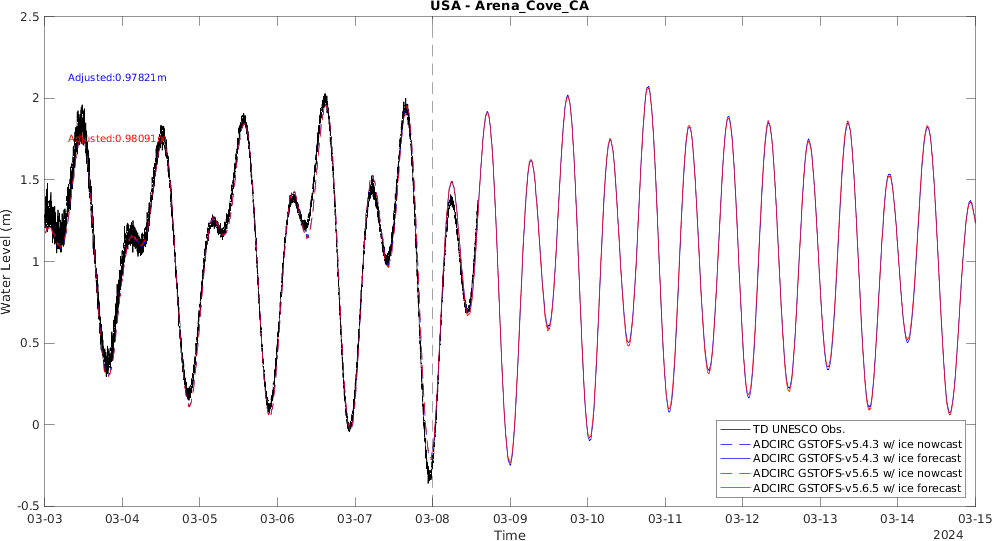 USA - Arena_Cove_CA
2.5
2
1.5
1
0.5
0
-0.5
Water Level (m)
Adjusted:0.97821m
Adjusted:0.98091m
TD UNESCO Obs.
ADCIRC GSTOFS-v5.4.3 w/ ice nowcast
ADCIRC GSTOFS-v5.4.3 w/ ice forecast
ADCIRC GSTOFS-v5.6.5 w/ ice nowcast
ADCIRC GSTOFS-v5.6.5 w/ ice forecast
03-03 03-04 03-05 03-06 03-07 03-08 03-09 03-10 03-11 03-12 03-13 03-14 03-15
Time
2024